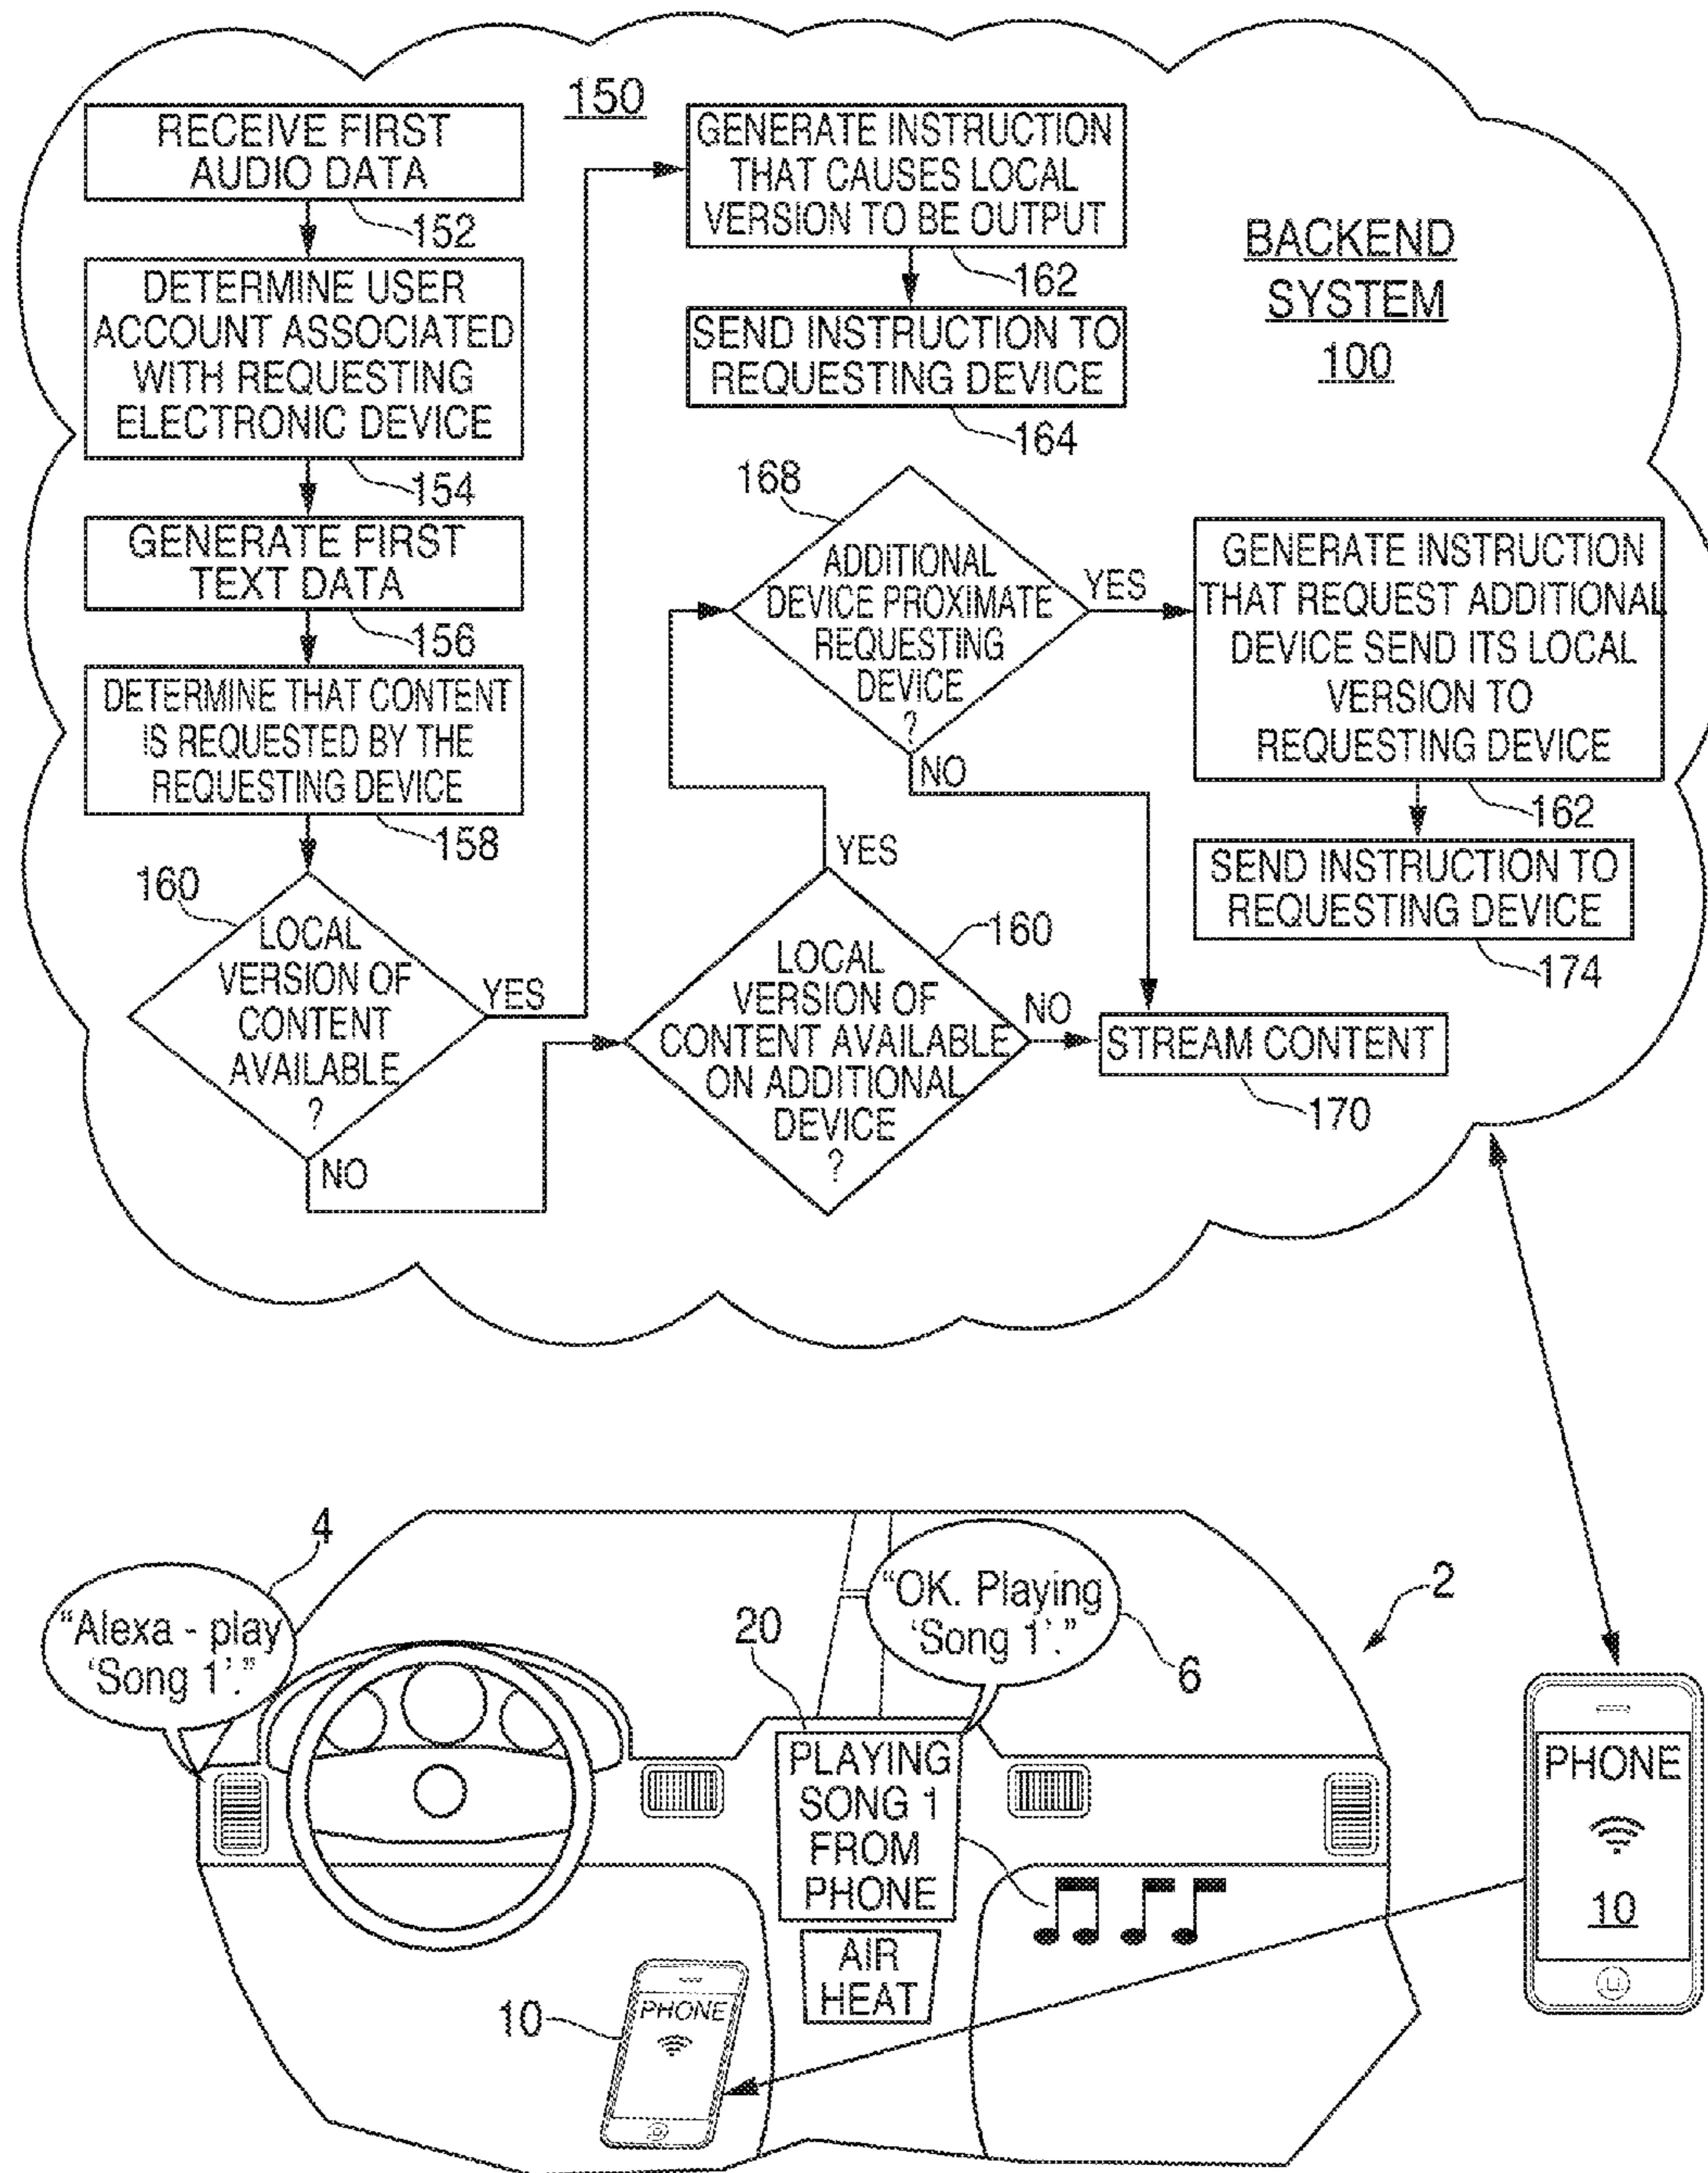 150
RECEIVE FIRST
AUDIO DATA
152
DETERMINE USER
ACCOUNT ASSOCIATED
WITH REQUESTING
ELECTRONIC DEVICE
154
GENERATE FIRST
TEXT DATA
156
DETERMINE THAT CONTENT
IS REQUESTED BY THE
REQUESTING DEVICE
158
160
LOCAL
VERSION OF
CONTENT
AVAILABLE
?
YES
NO
GENERATE INSTRUCTION
THAT CAUSES LOCAL
VERSION TO BE OUTPUT
162
SEND INSTRUCTION TO
REQUESTING DEVICE
164
BACKEND
SYSTEM
100
168
ADDITIONAL
DEVICE PROXIMATE
REQUESTING
DEVICE
?
YES
NO
GENERATE INSTRUCTION
THAT REQUEST ADDITIONAL
DEVICE SEND ITS LOCAL
VERSION TO
REQUESTING DEVICE
162
SEND INSTRUCTION TO
REQUESTING DEVICE
174
YES
160
LOCAL
VERSION OF
CONTENT AVAILABLE
ON ADDITIONAL
DEVICE
?
NO
STREAM CONTENT
170
4
"Alexa - play
'Song 1'."
20
"OK. Playing
'Song 1'."
6
2
PLAYING
SONG 1
FROM
PHONE
AIR
HEAT
10
PHONE
PHONE
10